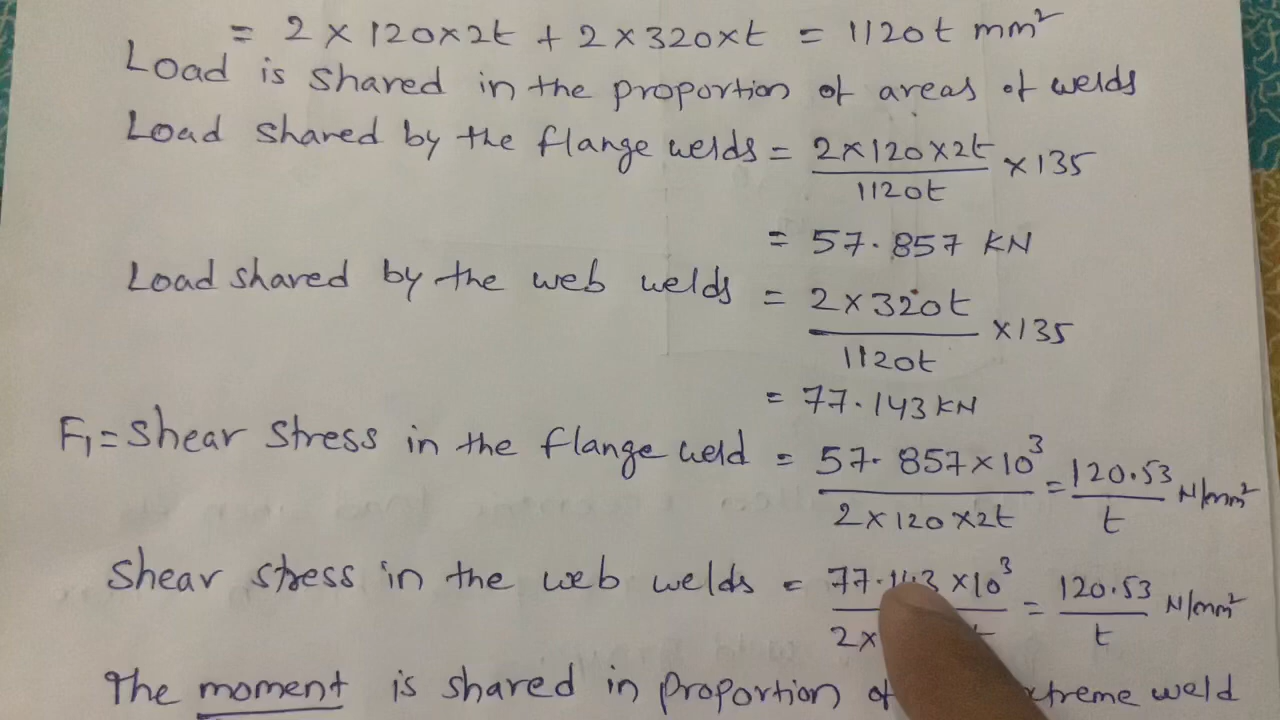 = 2 × 120 × 2t + 2 × 320 × t = 1120t mm²
Load is shared in the proportion of areas of welds
Load shared by the flange welds = 2×120×2t / 1120t × 135
= 57.857 KN
Load shared by the web welds = 2×320t / 1120t × 135
= 77.143 KN
F₁ = Shear stress in the flange weld = 57.857×10³ / 2×120×2t = 120.53 / t N/mm²
Shear stress in the web welds = 77.143 ×10³ / 2× t = 120.53 / t N/mm²
The moment is shared in proportion of weld